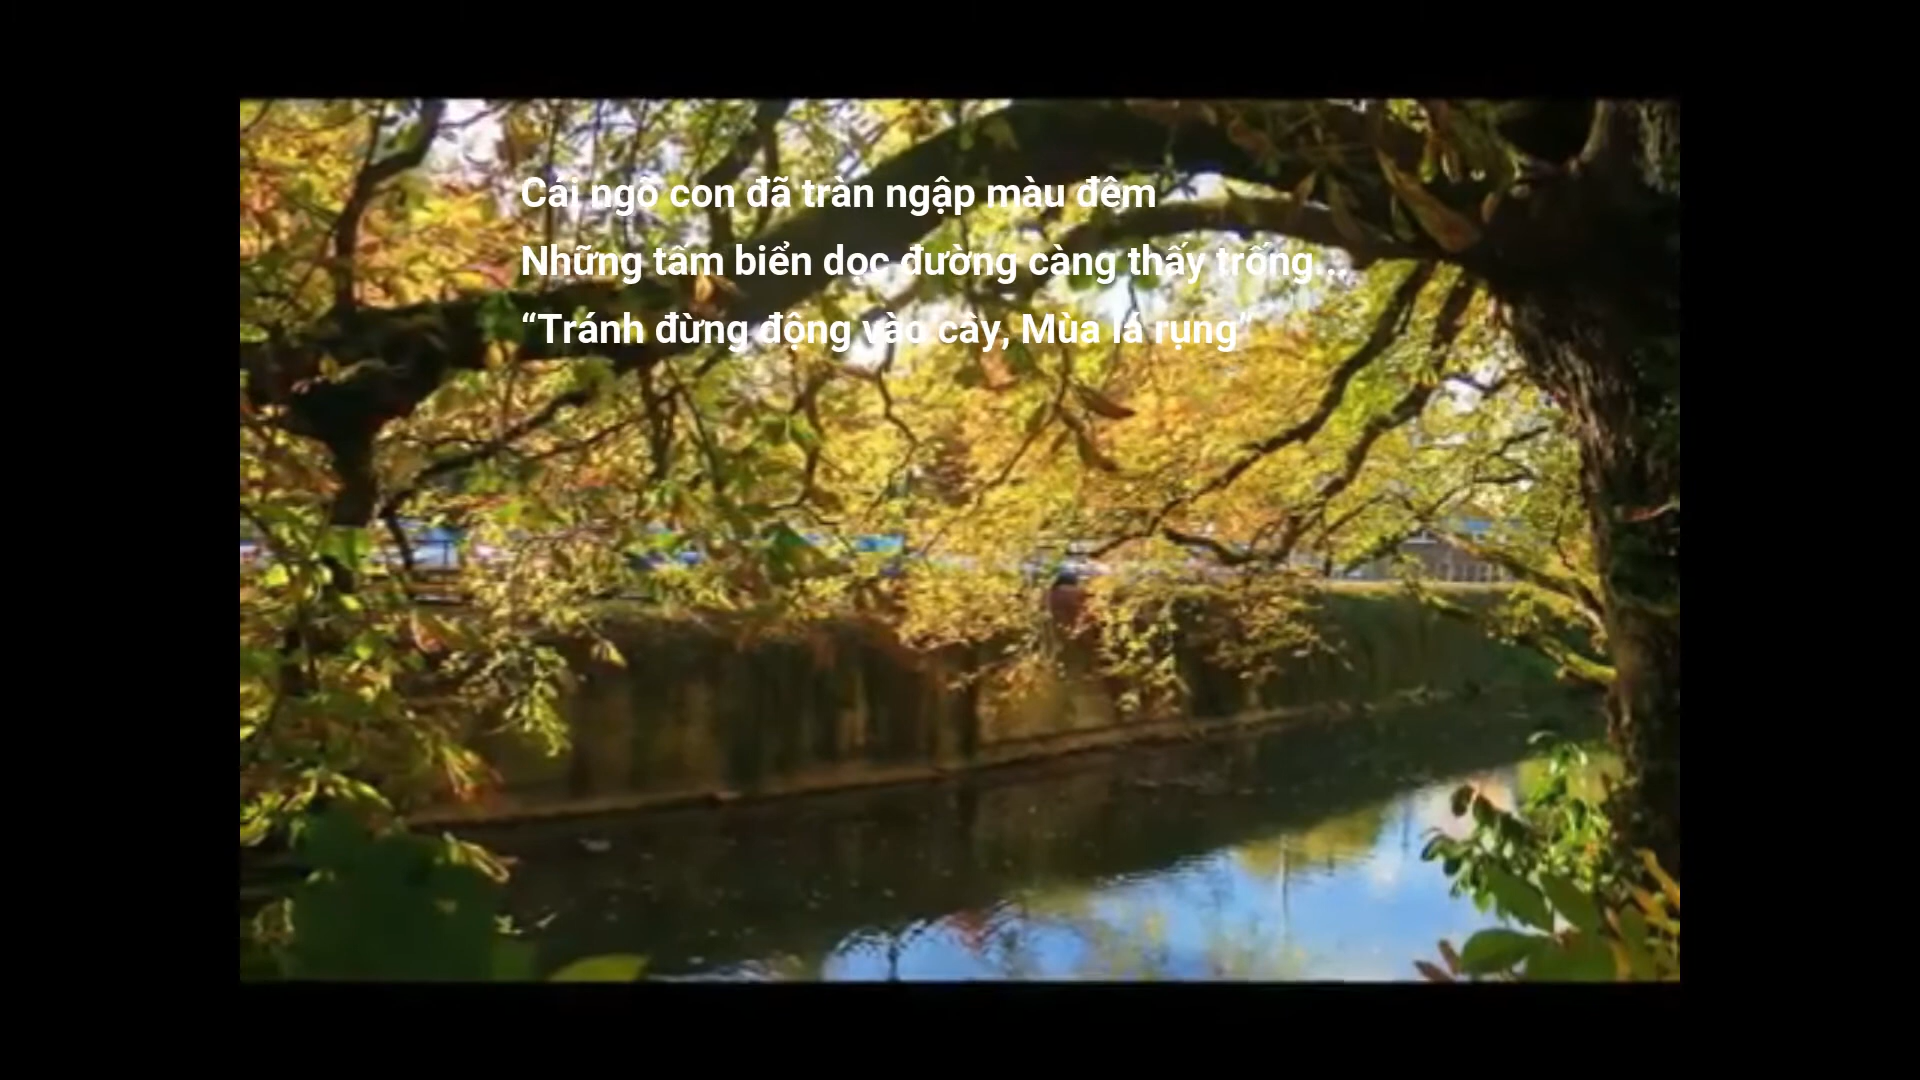 Cái ngõ con đã tràn ngập màu đêm
Những tấm biển dọc đường càng thấy trống...
“Tránh đừng động vào cây, Mùa lá rụng”